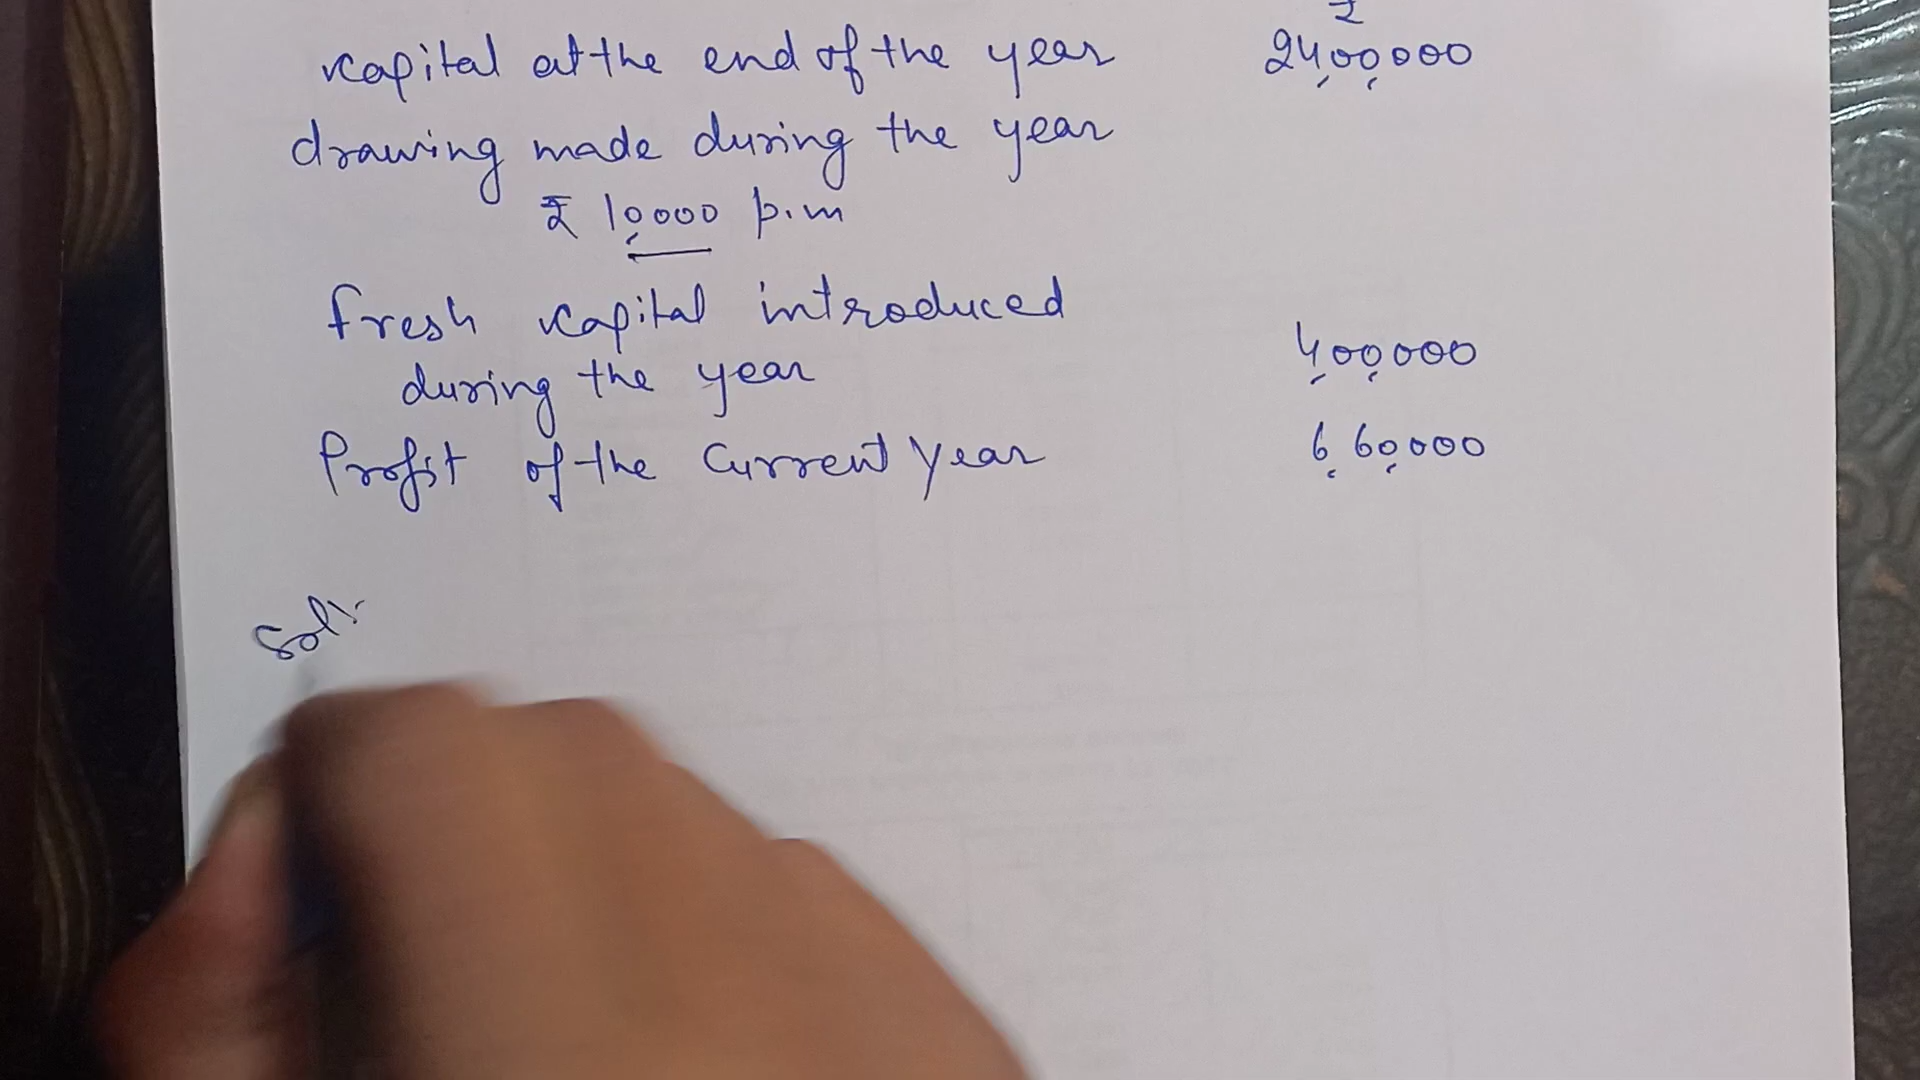 ₹
capital at the end of the year 24,00,000
drawing made during the year
₹ 10,000 p.m
fresh capital introduced
during the year 4,00,000
Profit of the Current Year 6,60,000
Sol: